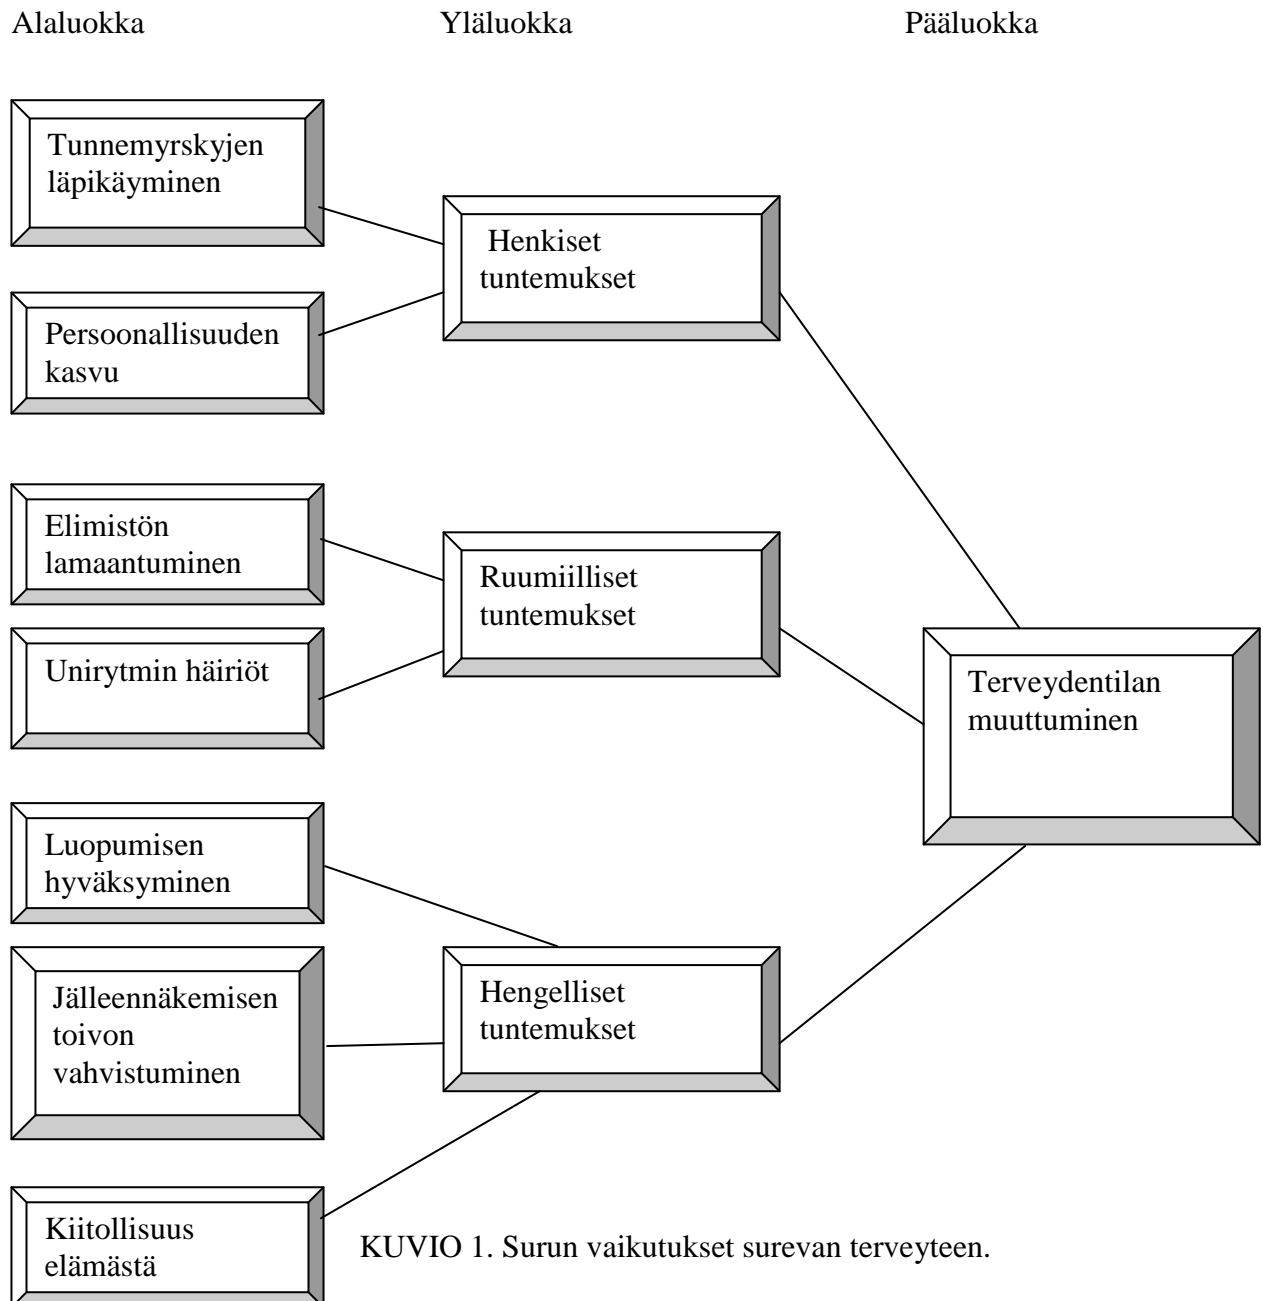 Alaluokka
Yläluokka
Pääluokka
Tunnemyrskyjen
läpikäyminen
Henkiset
tuntemukset
Persoonallisuuden
kasvu
Elimistön
lamaantuminen
Ruumiilliset
tuntemukset
Unirytmin häiriöt
Terveydentilan
muuttuminen
Luopumisen
hyväksyminen
Jälleennäkemisen
toivon
vahvistuminen
Hengelliset
tuntemukset
Kiitollisuus
elämästä
KUVIO 1. Surun vaikutukset surevan terveyteen.